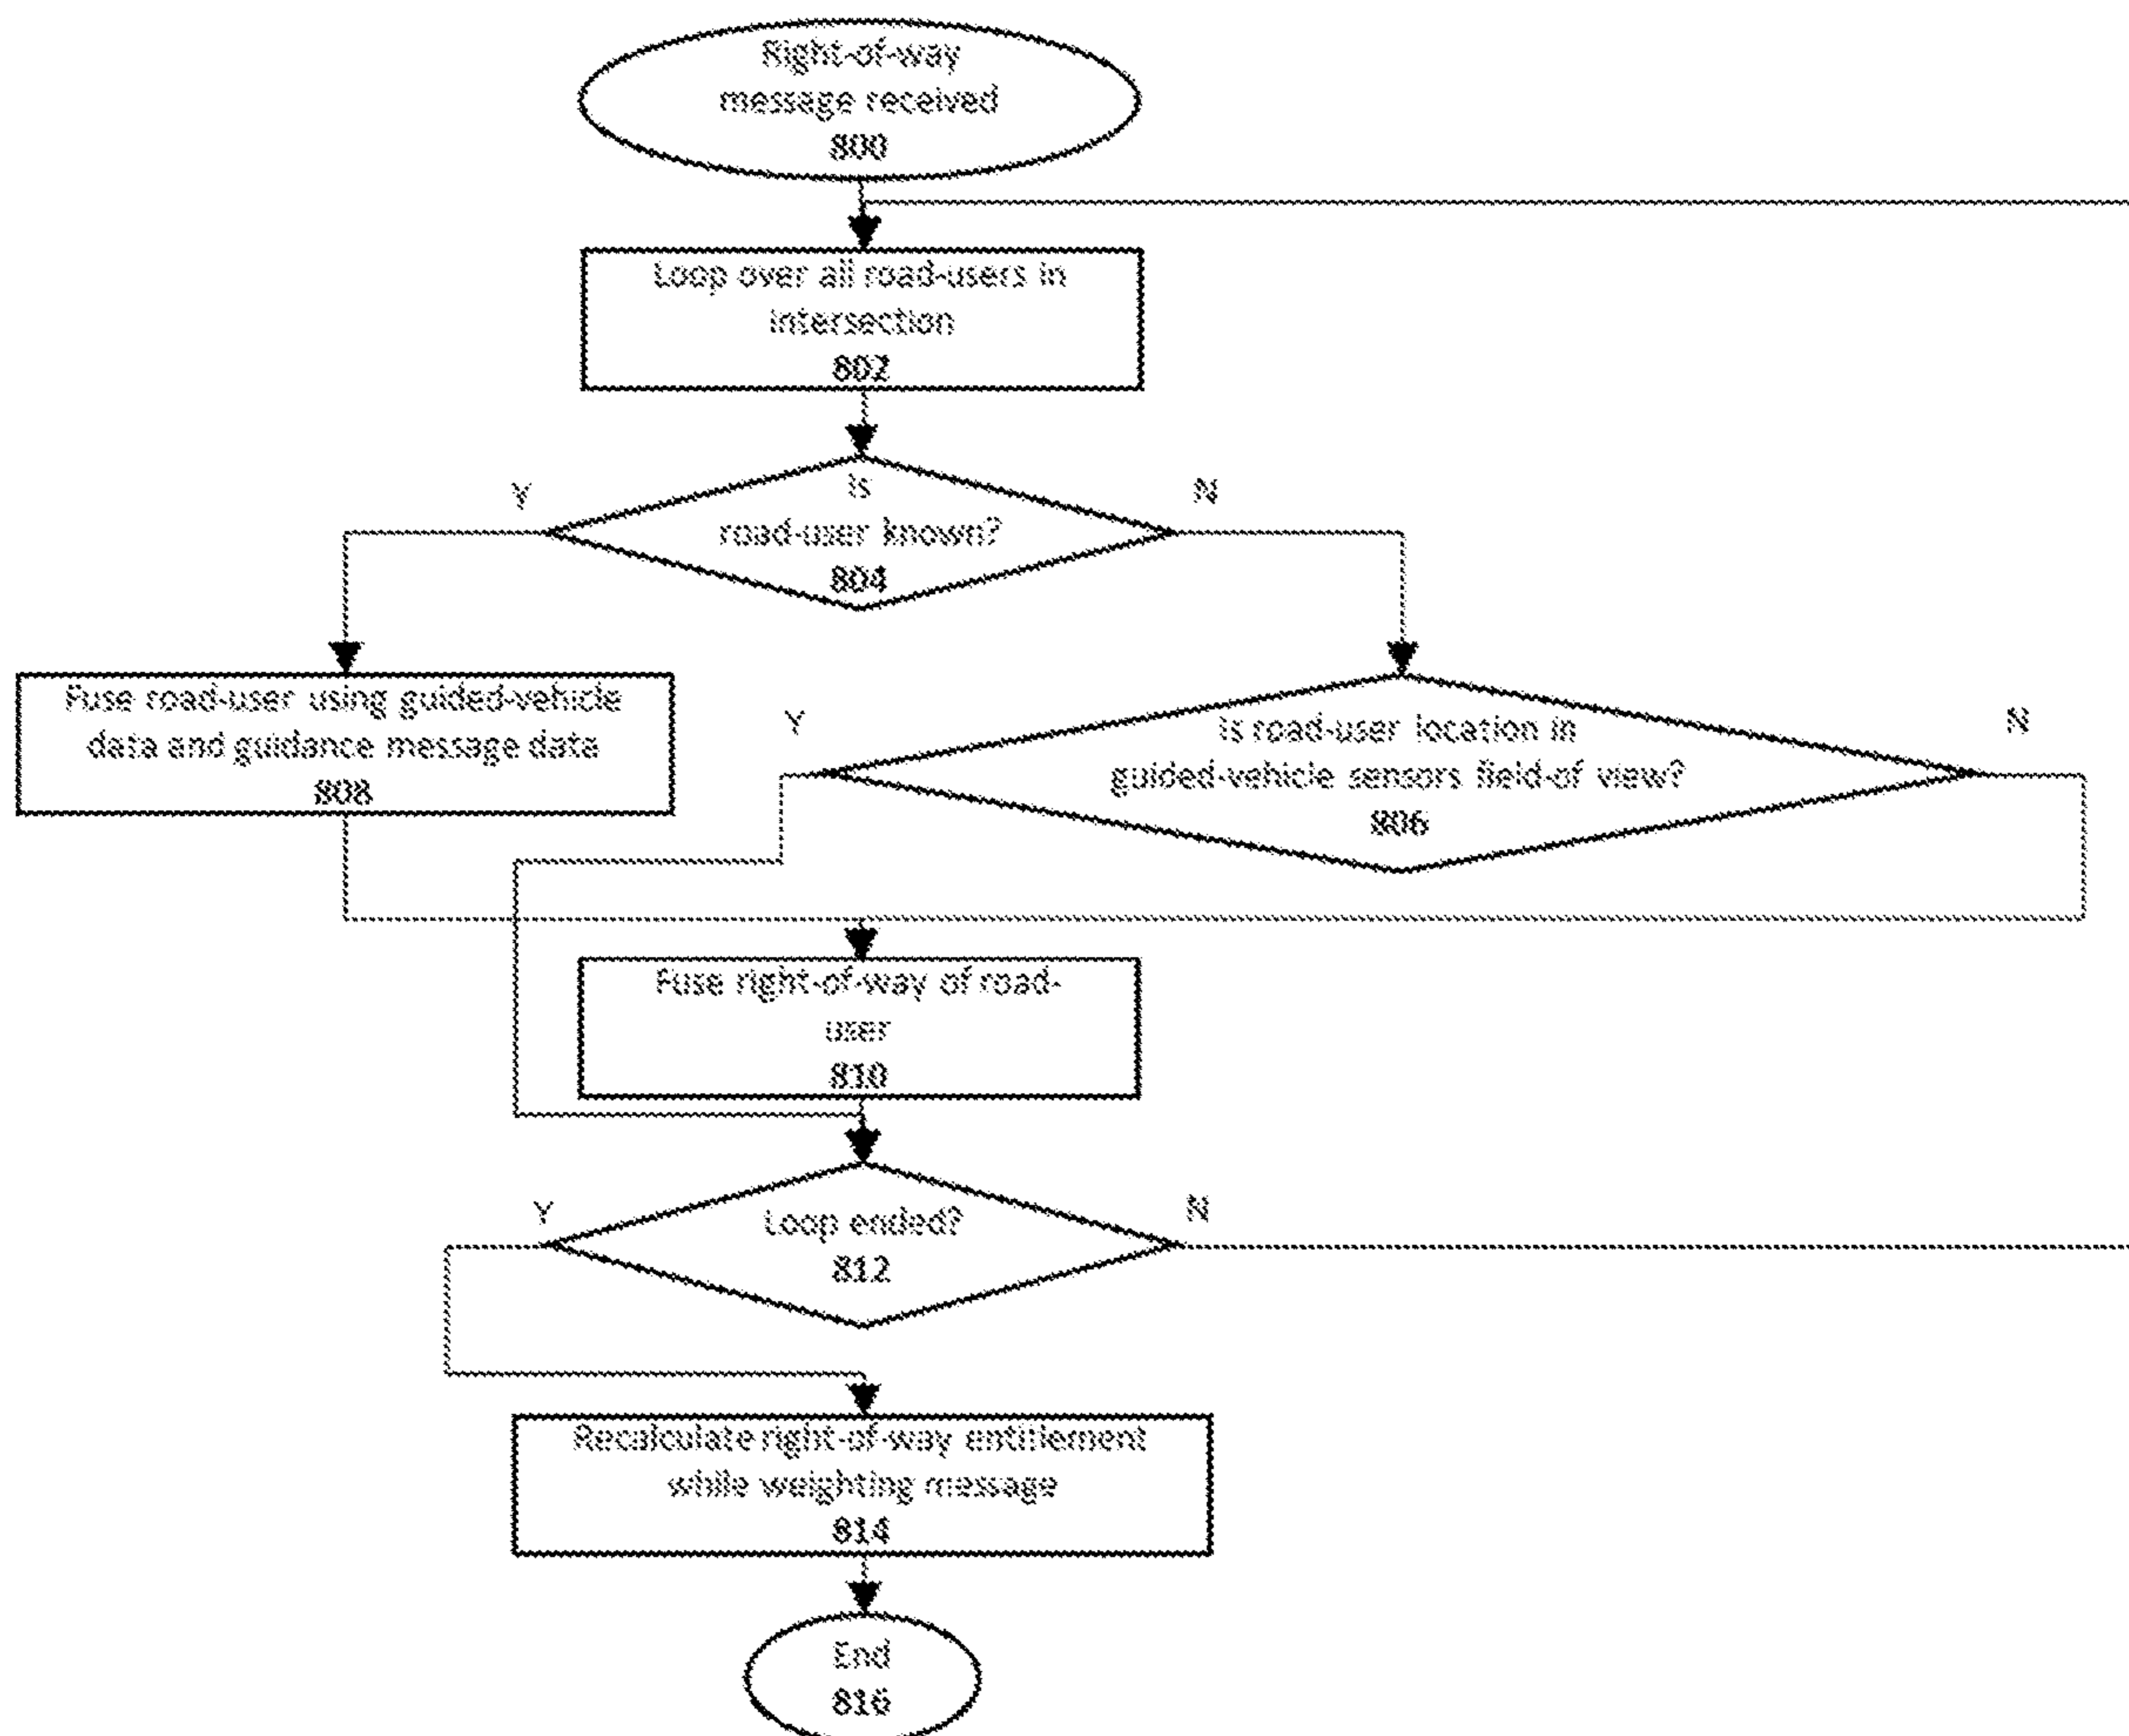 Right-of-way
message received
800
Loop over all road-users in
intersection
802
Y
N
Is
road-user known?
804
Fuse road-user using guided-vehicle
data and guidance message data
808
Y
N
Is road-user location in
guided-vehicle sensors field-of view?
806
Fuse right-of-way of road-
user
810
Y
N
Loop ended?
812
Recalculate right-of-way entitlement
while weighting message
814
End
816